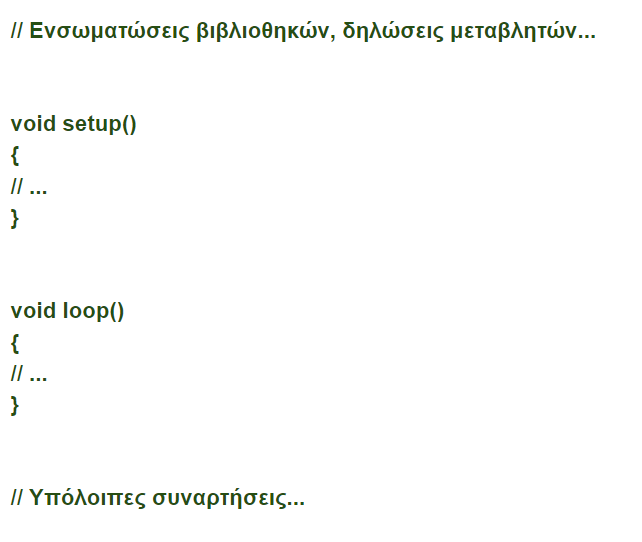 // Ενσωματώσεις βιβλιοθηκών, δηλώσεις μεταβλητών...
void setup()
{
// ...
}
void loop()
{
// ...
}
// Υπόλοιπες συναρτήσεις...